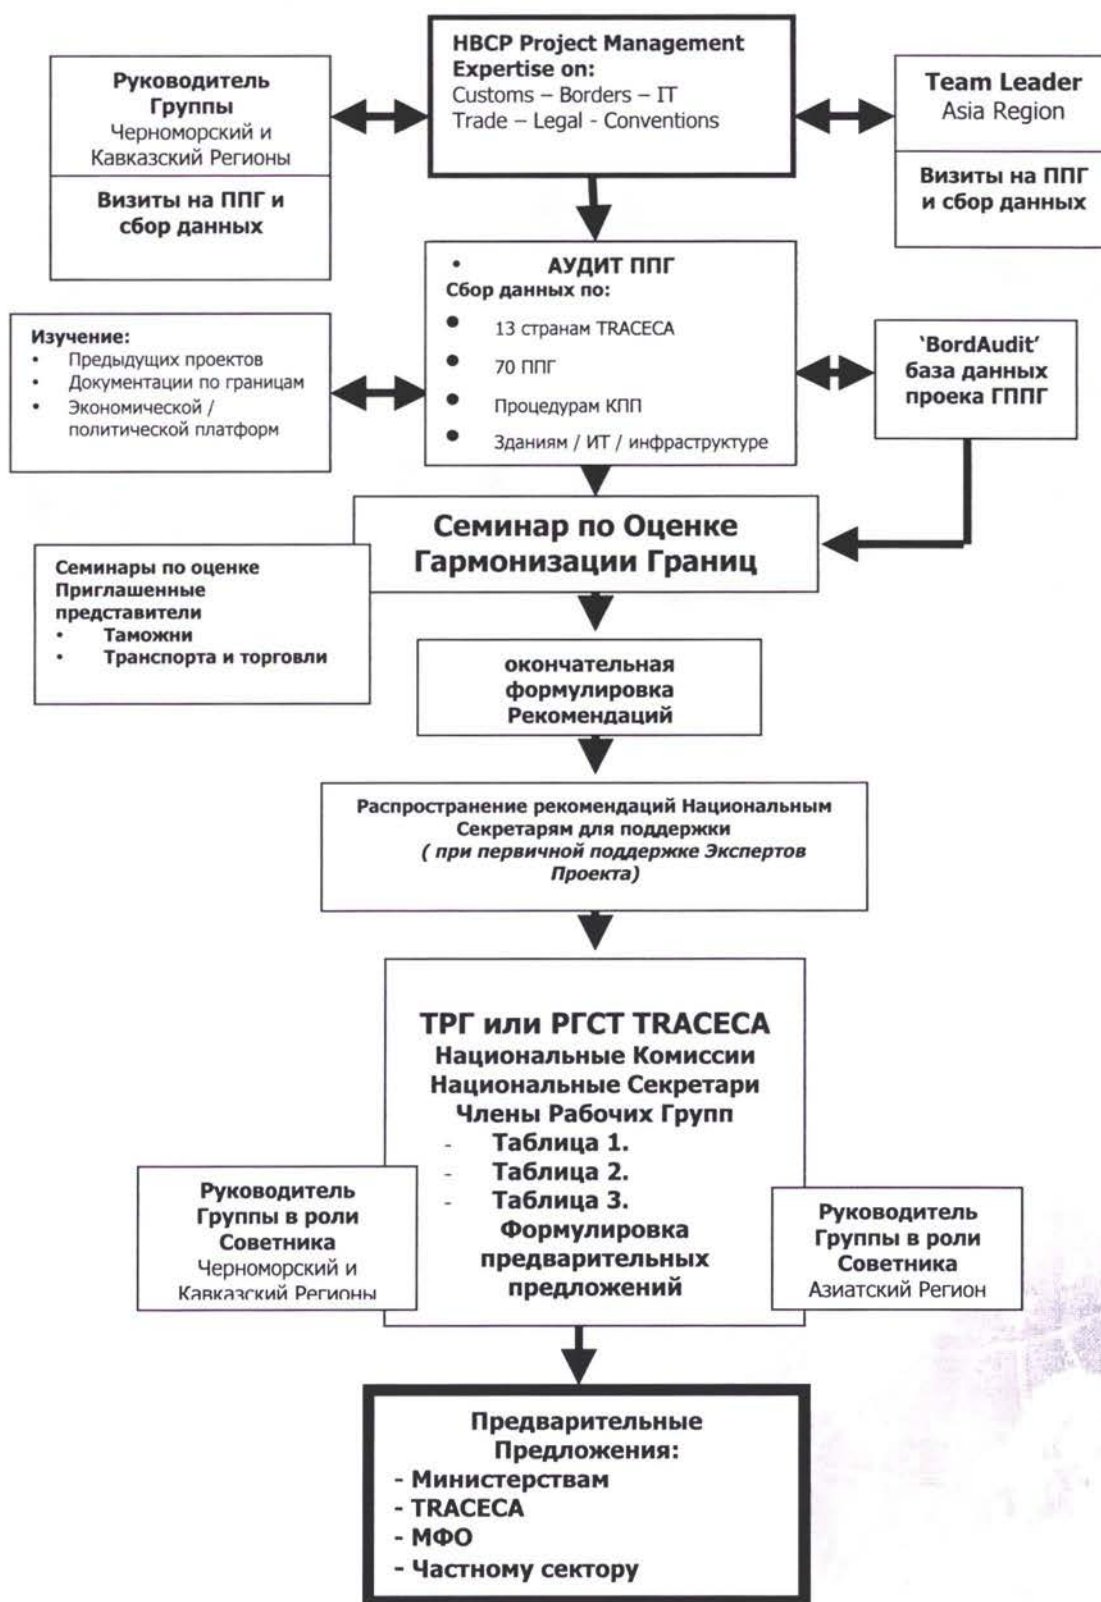 HBCP Project Management
Expertise on:
Customs – Borders – IT
Trade – Legal - Conventions
Руководитель
Группы
Черноморский и
Кавказский Регионы
Визиты на ППГ и
сбор данных
Team Leader
Asia Region
Визиты на ППГ
и сбор данных
• АУДИТ ППГ
Сбор данных по:
● 13 странам TRACECA
● 70 ППГ
● Процедурам КПП
● Зданиям / ИТ / инфраструктуре
Изучение:
• Предыдущих проектов
• Документации по границам
• Экономической /
политической платформ
‘BordAudit’
база данных
проека ГППГ
Семинар по Оценке
Гармонизации Границ
Семинары по оценке
Приглашенные
представители
• Таможни
• Транспорта и торговли
окончательная
формулировка
Рекомендаций
Распространение рекомендаций Национальным
Секретарям для поддержки
( при первичной поддержке Экспертов
Проекта)
ТРГ или РГСТ TRACECA
Национальные Комиссии
Национальные Секретари
Члены Рабочих Групп
- Таблица 1.
- Таблица 2.
- Таблица 3.
Формулировка
предварительных
предложений
Руководитель
Группы в роли
Советника
Черноморский и
Кавказский Регионы
Руководитель
Группы в роли
Советника
Азиатский Регион
Предварительные
Предложения:
- Министерствам
- TRACECA
- МФО
- Частному сектору